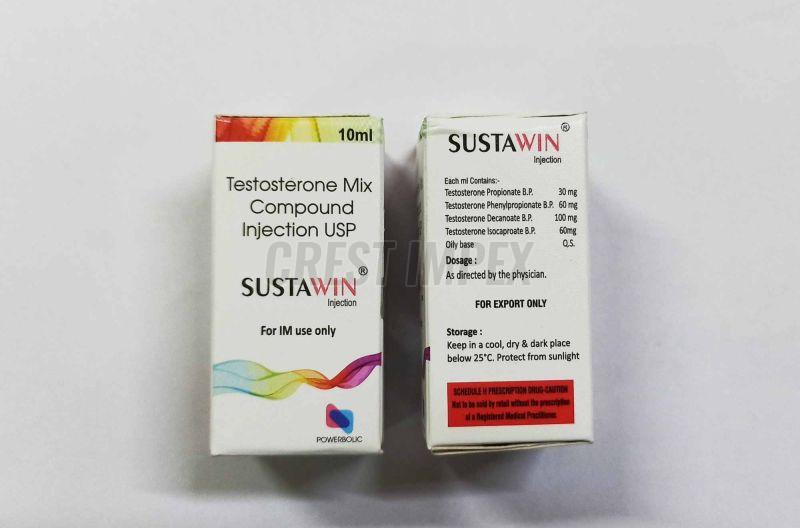 10ml
Testosterone Mix
Compound
Injection USP
SUSTAWIN®
Injection
For IM use only
POWERBOLIC
SUSTAWIN®
Injection
Each ml Contains:-
Testosterone Propionate B.P. 30 mg
Testosterone Phenylpropionate B.P. 60 mg
Testosterone Decanoate B.P. 100 mg
Testosterone Isocaproate B.P. 60mg
Oily base Q.S.
Dosage :
As directed by the physician.
FOR EXPORT ONLY
Storage :
Keep in a cool, dry & dark place
below 25°C. Protect from sunlight
SCHEDULE H PRESCRIPTION DRUG-CAUTION
Not to be sold by retail without the prescription
of a Registered Medical Practitioner.
CREST IMPEX